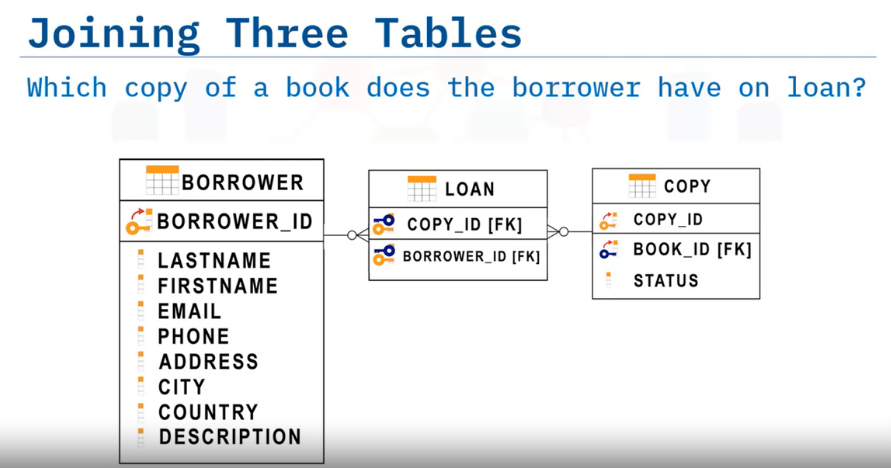 Joining Three Tables
Which copy of a book does the borrower have on loan?
BORROWER
BORROWER_ID
LASTNAME
FIRSTNAME
EMAIL
PHONE
ADDRESS
CITY
COUNTRY
DESCRIPTION
LOAN
COPY_ID [FK]
BORROWER_ID [FK]
COPY
COPY_ID
BOOK_ID [FK]
STATUS